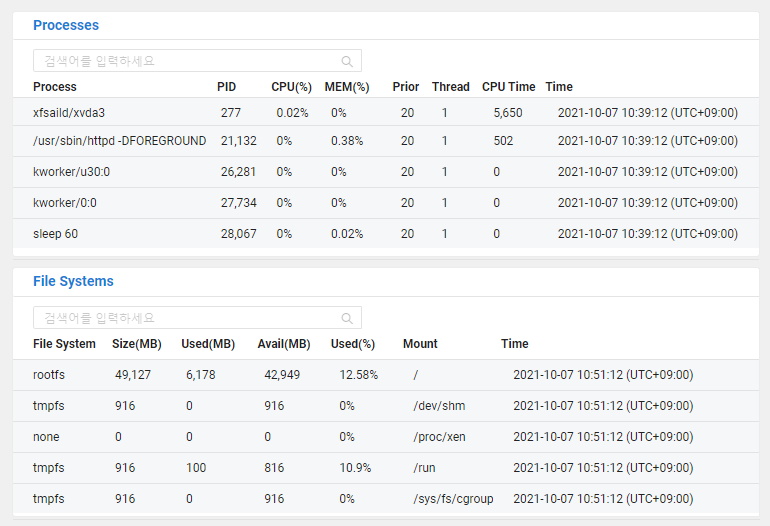 Processes
검색어를 입력하세요
Process PID CPU(%) MEM(%) Prior Thread CPU Time Time
xfsaild/xvda3 277 0.02% 0% 20 1 5,650 2021-10-07 10:39:12 (UTC+09:00)
/usr/sbin/httpd -DFOREGROUND 21,132 0% 0.38% 20 1 502 2021-10-07 10:39:12 (UTC+09:00)
kworker/u30:0 26,281 0% 0% 20 1 0 2021-10-07 10:39:12 (UTC+09:00)
kworker/0:0 27,734 0% 0% 20 1 0 2021-10-07 10:39:12 (UTC+09:00)
sleep 60 28,067 0% 0.02% 20 1 0 2021-10-07 10:39:12 (UTC+09:00)
File Systems
검색어를 입력하세요
File System Size(MB) Used(MB) Avail(MB) Used(%) Mount Time
rootfs 49,127 6,178 42,949 12.58% / 2021-10-07 10:51:12 (UTC+09:00)
tmpfs 916 0 916 0% /dev/shm 2021-10-07 10:51:12 (UTC+09:00)
none 0 0 0 0% /proc/xen 2021-10-07 10:51:12 (UTC+09:00)
tmpfs 916 100 816 10.9% /run 2021-10-07 10:51:12 (UTC+09:00)
tmpfs 916 0 916 0% /sys/fs/cgroup 2021-10-07 10:51:12 (UTC+09:00)